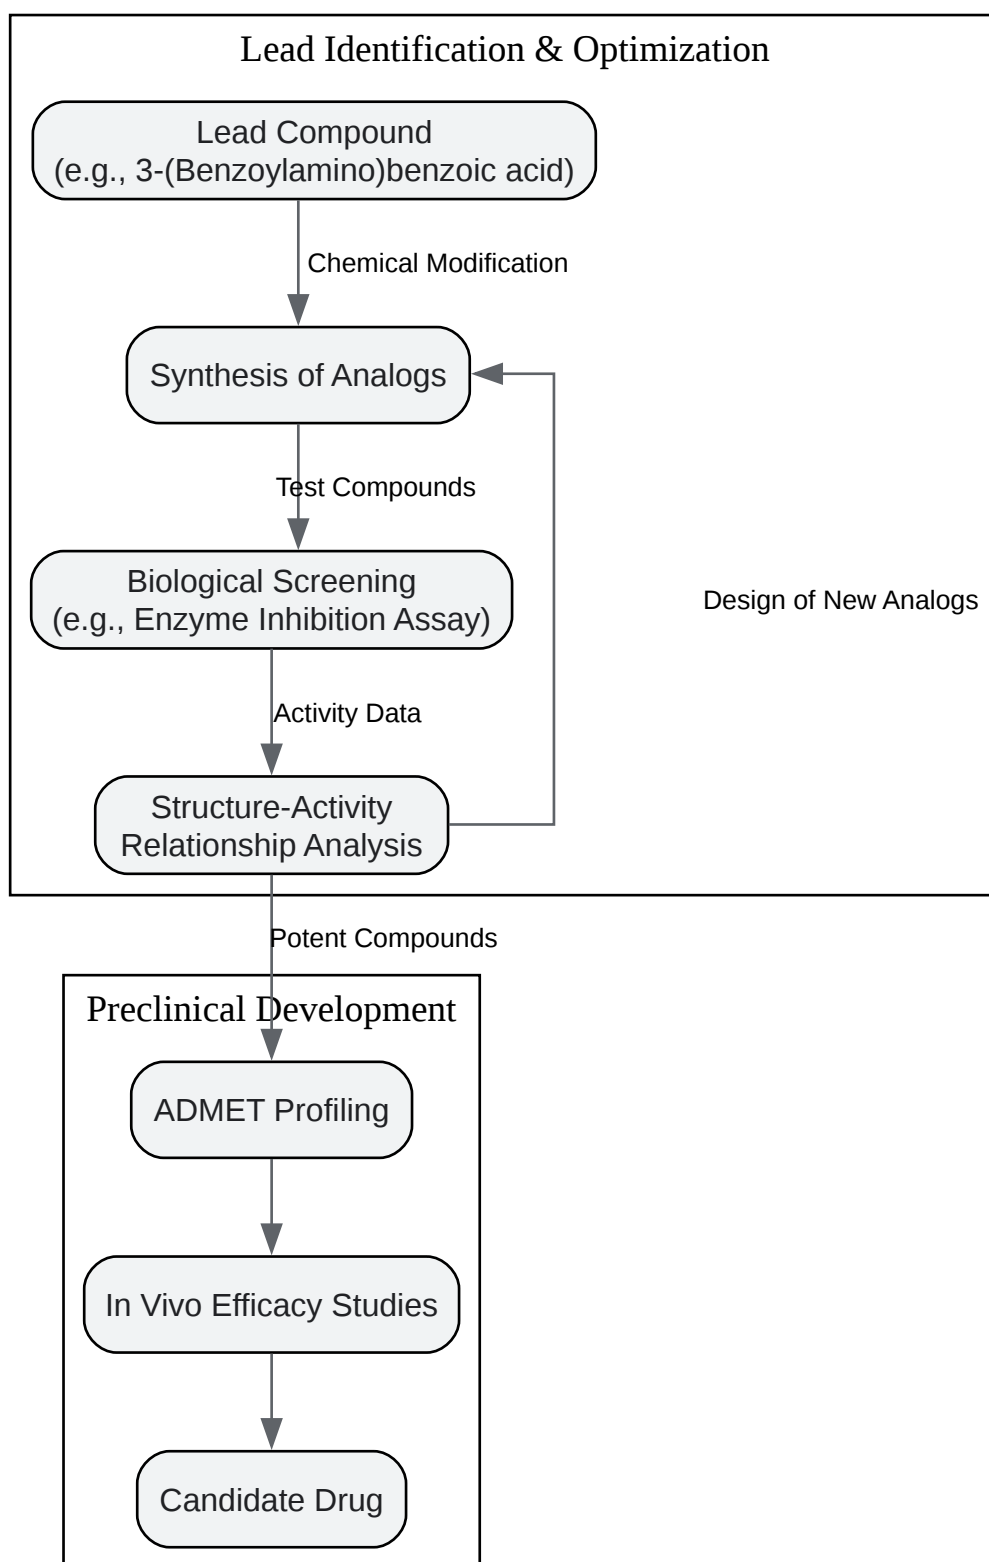 Lead Identification & Optimization
Lead Compound
(e.g., 3-(Benzoylamino)benzoic acid)
Chemical Modification
Synthesis of Analogs
Test Compounds
Biological Screening
(e.g., Enzyme Inhibition Assay)
Design of New Analogs
Activity Data
Structure-Activity
Relationship Analysis
Potent Compounds
Preclinical Development
ADMET Profiling
In Vivo Efficacy Studies
Candidate Drug